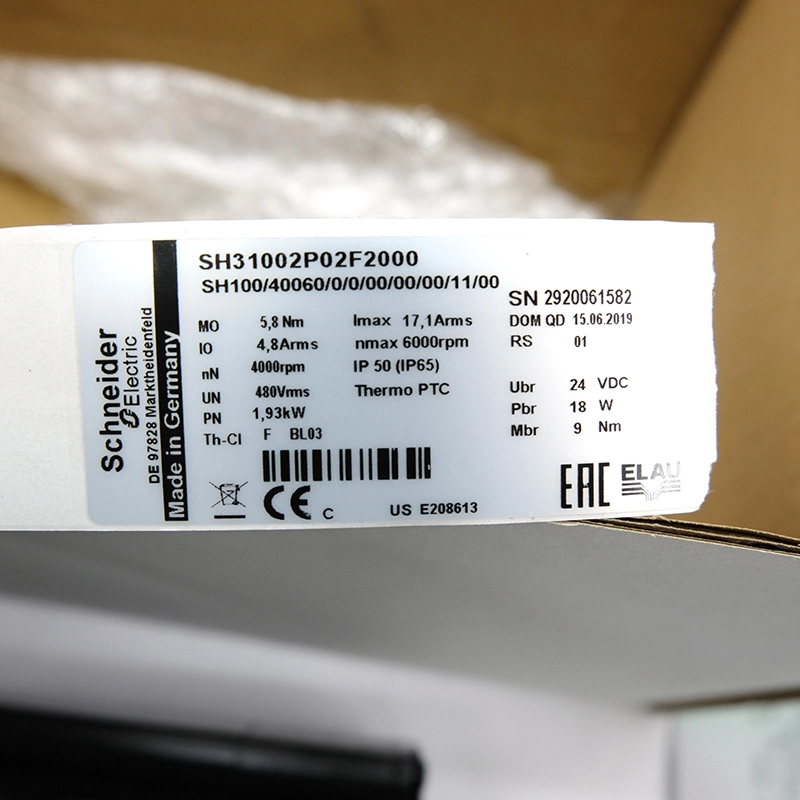 Schneider
Electric
DE 97828 Marktheidenfeld
Made in Germany
SH31002P02F2000
SH100/40060/0/0/00/00/00/11/00
MO 5,8 Nm Imax 17,1Arms
IO 4,8Arms nmax 6000rpm
nN 4000rpm IP 50 (IP65)
UN 480Vrms Thermo PTC
PN 1,93kW
Th-Cl F BL03
SN 2920061582
DOM QD 15.06.2019
RS 01
Ubr 24 VDC
Pbr 18 W
Mbr 9 Nm
CE C US E208613
EAC ELAU